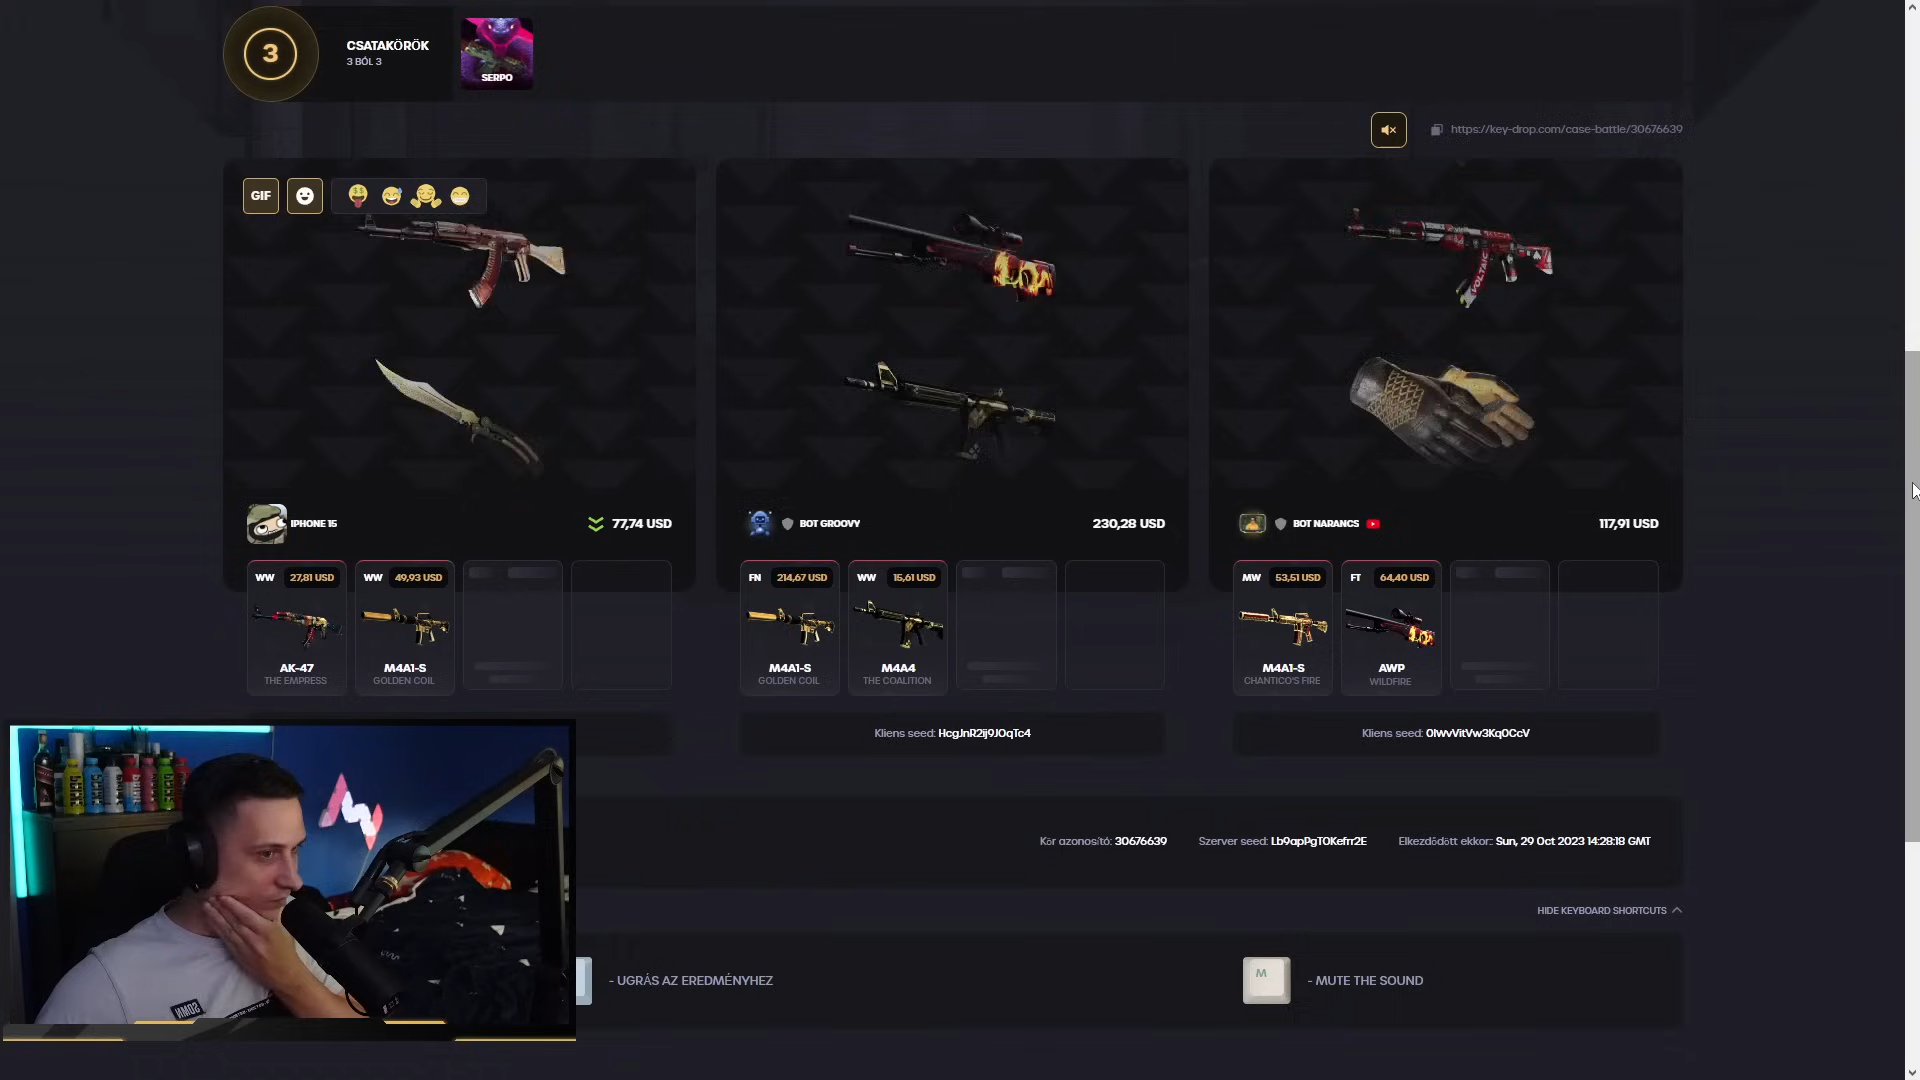 3
CSATAKÖRÖK
3 BÓL 3
SERPO
https://key-drop.com/case-battle/30676639
GIF
VOLTAIC
IPHONE 15
77,74 USD
BOT GROOVY
230,28 USD
BOT NARANCS
117,91 USD
WW 27,81 USD
WW 49,93 USD
FN 214,67 USD
WW 15,61 USD
MW 53,51 USD
FT 64,40 USD
AK-47
THE EMPRESS
M4A1-S
GOLDEN COIL
M4A1-S
GOLDEN COIL
M4A4
THE COALITION
M4A1-S
CHANTICO'S FIRE
AWP
WILDFIRE
Kliens seed: HcgJnR2ij9JOqTc4
Kliens seed: 0IWvVitVw3Kq0CcV
Kör azonosító: 30676639
Szerver seed: Lb9apPgTOKefrr2E
Elkezdődött ekkor:: Sun, 29 Oct 2023 14:28:18 GMT
HIDE KEYBOARD SHORTCUTS
- UGRÁS AZ EREDMÉNYHEZ
M
- MUTE THE SOUND